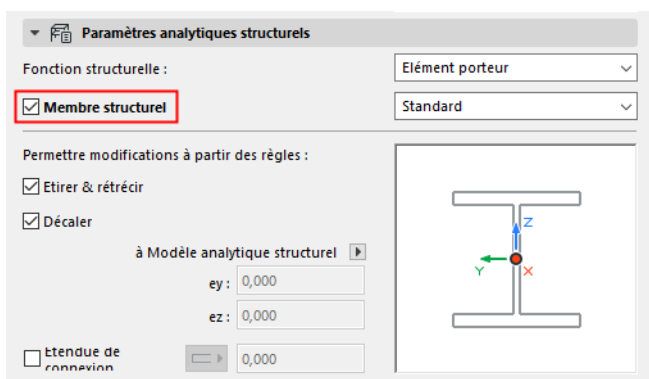 Paramètres analytiques structurels
Fonction structurelle : Elément porteur
Membre structurel Standard
Permettre modifications à partir des règles :
Etirer & rétrécir
Décaler
à Modèle analytique structurel
ey : 0,000
ez : 0,000
Etendue de
connexion
0,000
Z
Y X